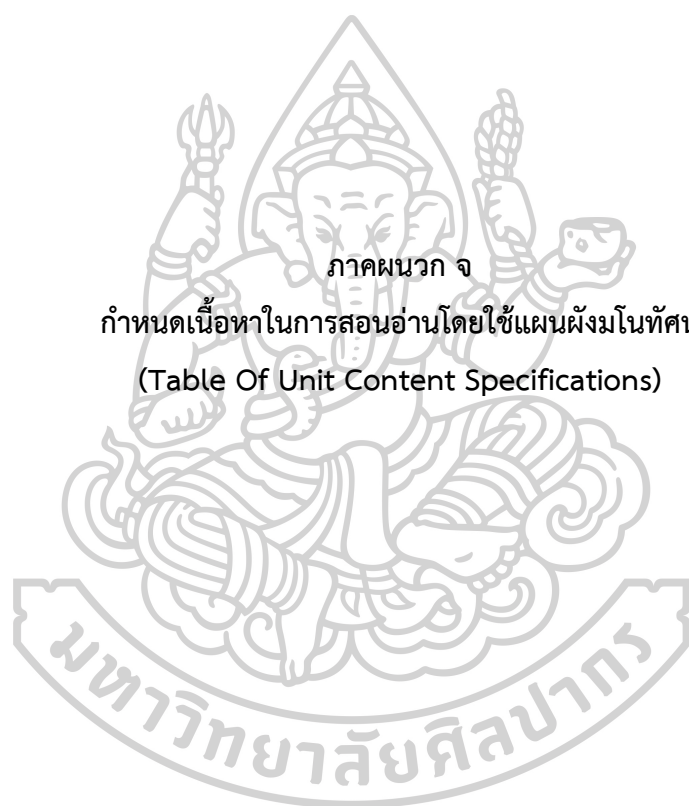 ภาคผนวก จ
กำหนดเนื้อหาในการสอนอ่านโดยใช้แผนผังมโนทัศน
(Table Of Unit Content Specifications)
มหาวิทยาลัยศิลปากร